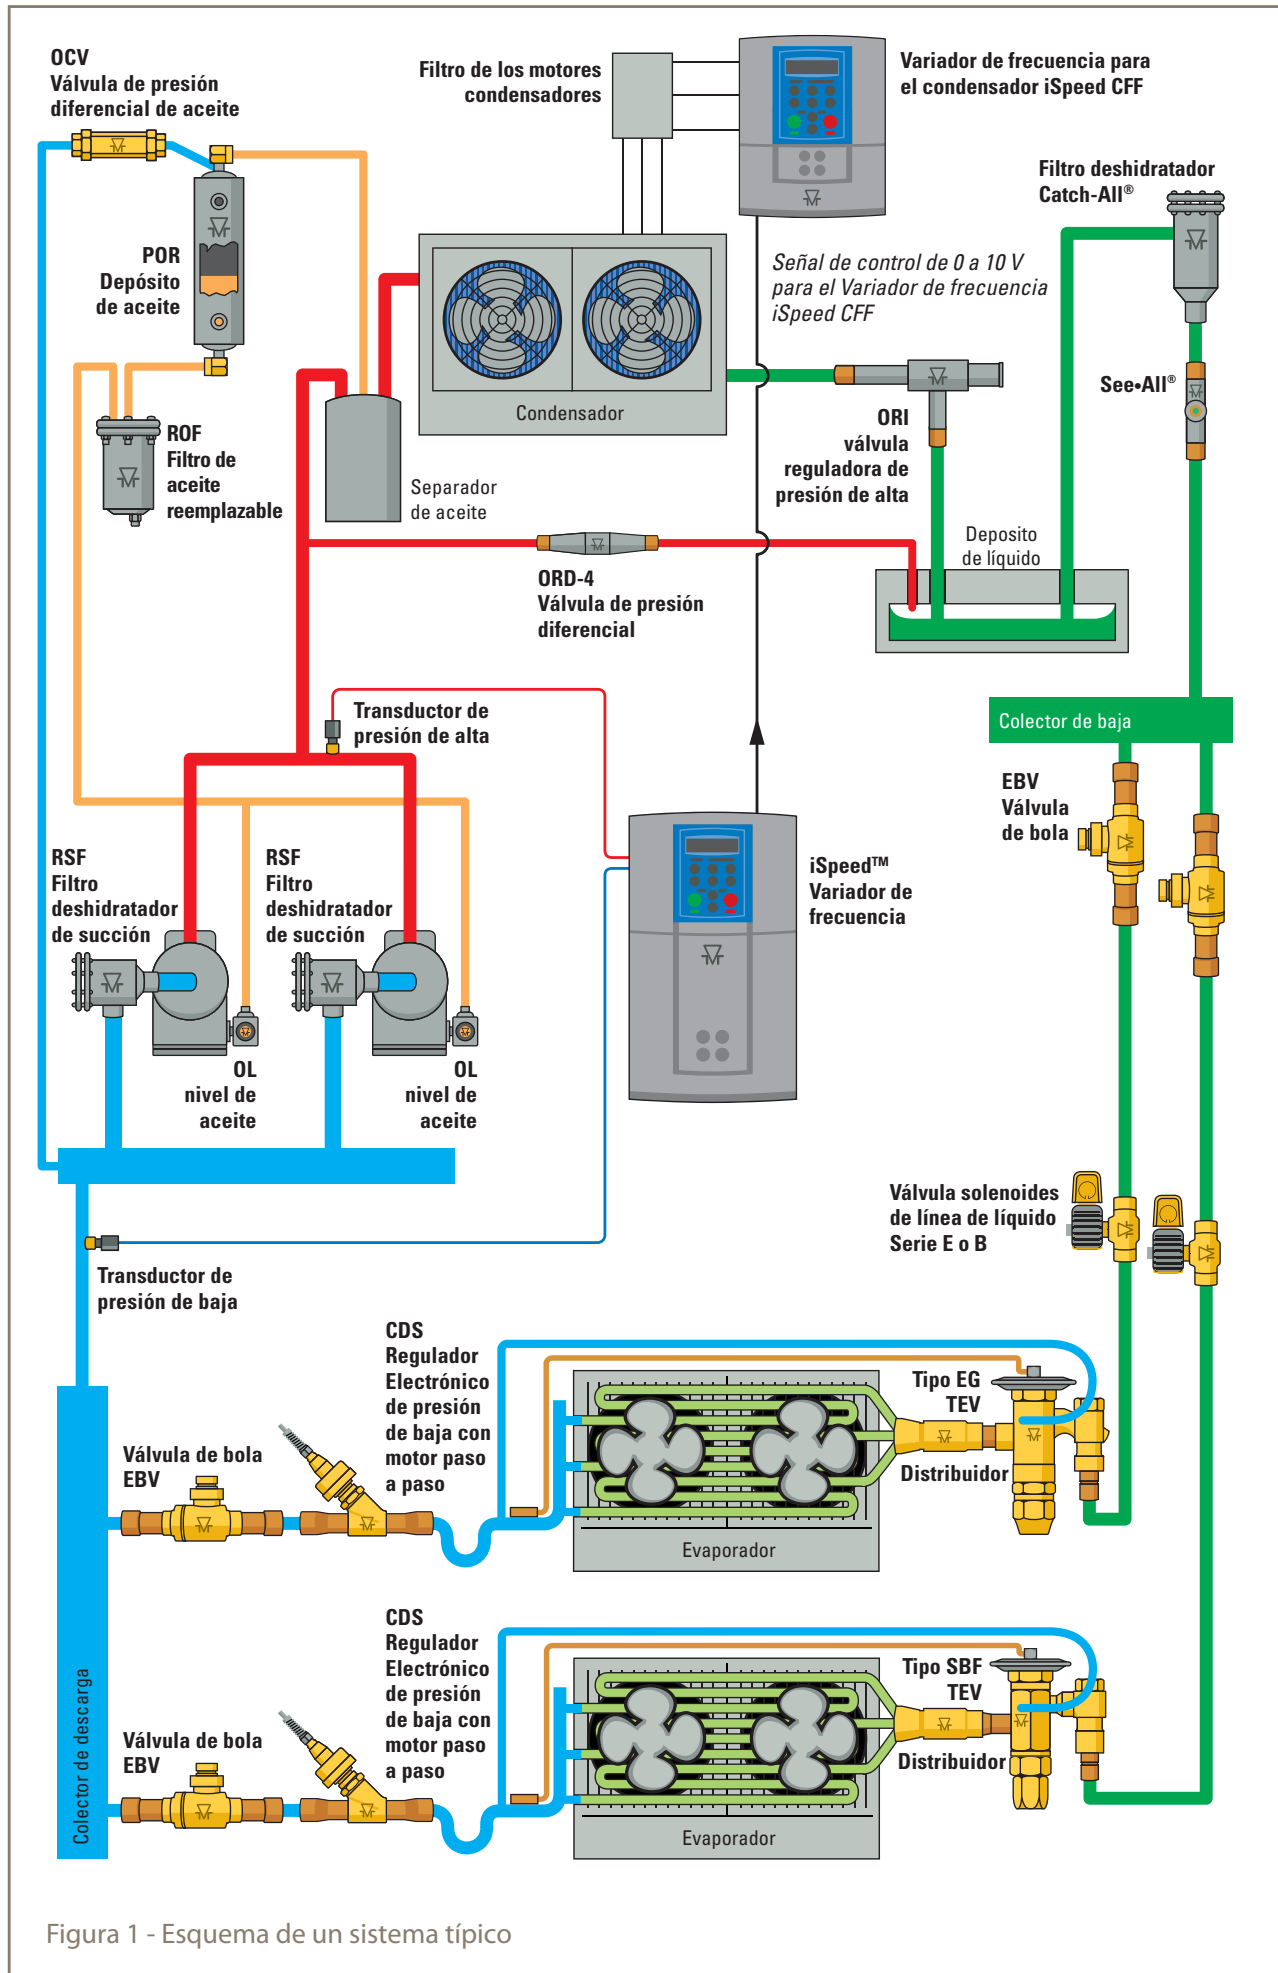 OCV
Válvula de presión
diferencial de aceite
Filtro de los motores
condensadores
Variador de frecuencia para
el condensador iSpeed CFF
Filtro deshidratador
Catch-All®
POR
Depósito
de aceite
Señal de control de 0 a 10 V
para el Variador de frecuencia
iSpeed CFF
See•All®
Condensador
ORI
válvula
reguladora de
presión de alta
ROF
Filtro de
aceite
reemplazable
Separador
de aceite
Deposito
de líquido
ORD-4
Válvula de presión
diferencial
Transductor de
presión de alta
Colector de baja
EBV
Válvula
de bola
RSF
Filtro
deshidratador
de succión
RSF
Filtro
deshidratador
de succión
iSpeed™
Variador de
frecuencia
OL
nivel de
aceite
OL
nivel de
aceite
Válvula solenoides
de línea de líquido
Serie E o B
Transductor de
presión de baja
CDS
Regulador
Electrónico
de presión
de baja con
motor paso
a paso
Tipo EG
TEV
Válvula de bola
EBV
Distribuidor
Evaporador
CDS
Regulador
Electrónico
de presión
de baja con
motor paso
a paso
Tipo SBF
TEV
Colector de descarga
Válvula de bola
EBV
Distribuidor
Evaporador
Figura 1 - Esquema de un sistema típico